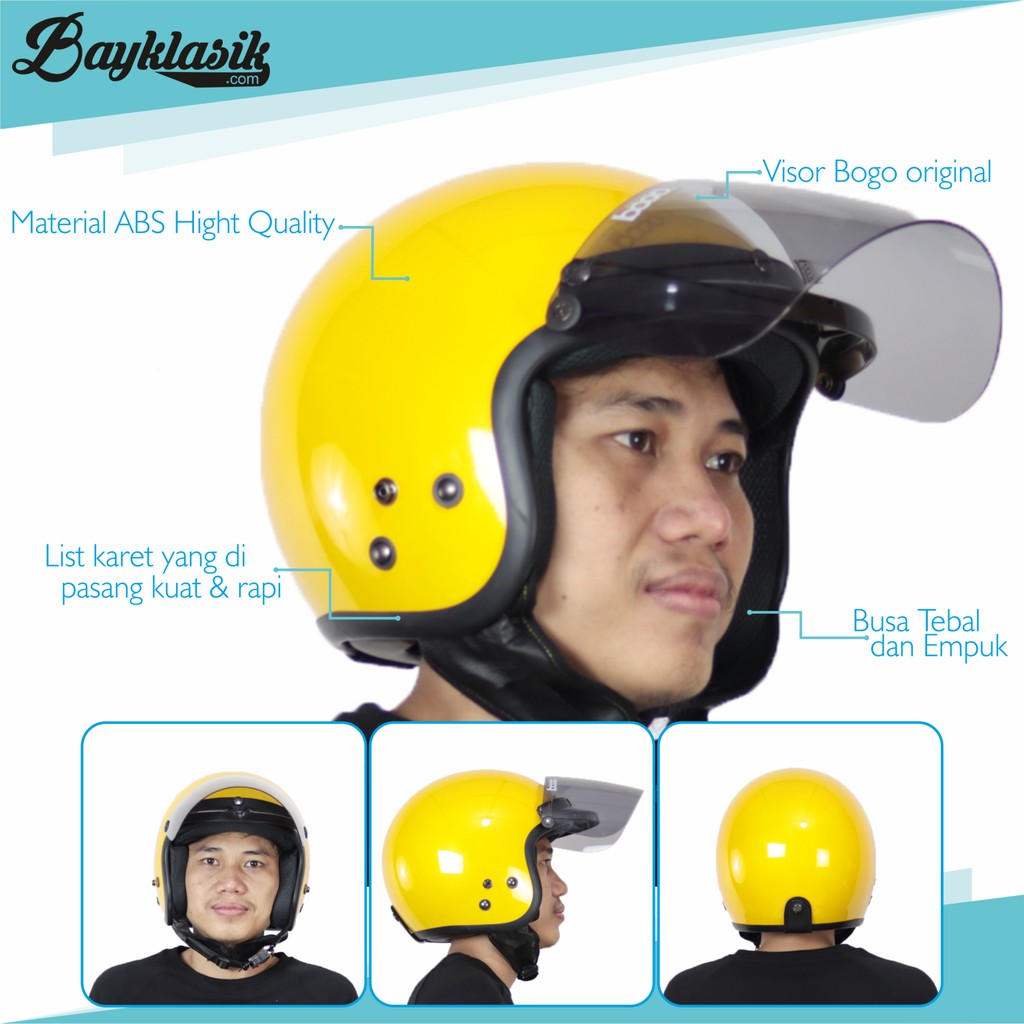 Bayklasik
.com
Visor Bogo original
bogo
Material ABS Hight Quality
List karet yang di
pasang kuat & rapi
Busa Tebal
dan Empuk